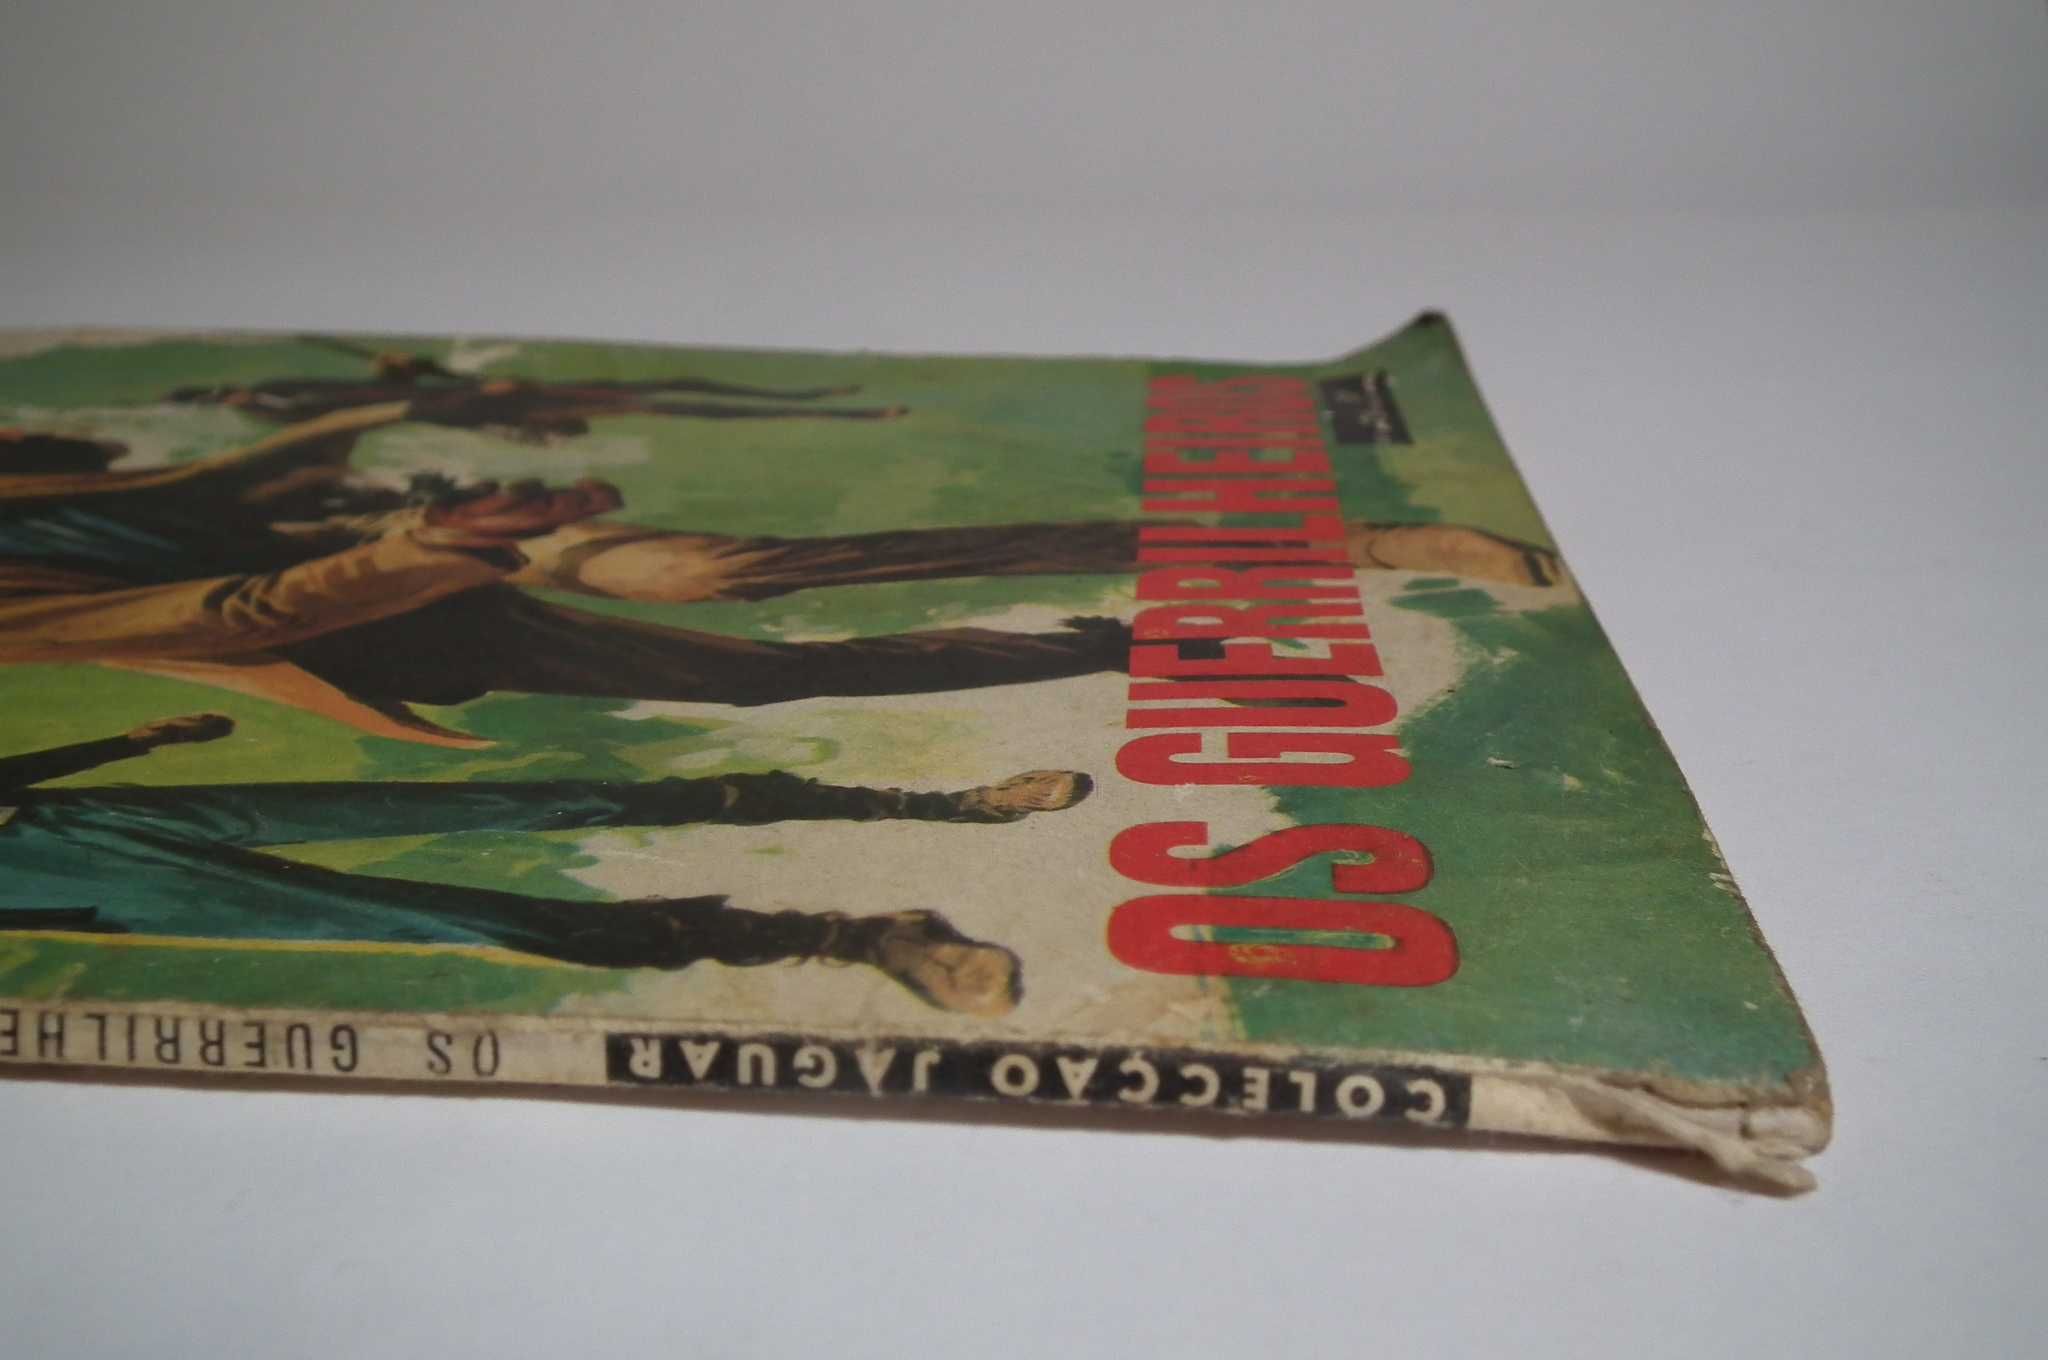 OS GUERRILHEIROS
COLECÇÃO JAGUAR
OS GUERRILHE